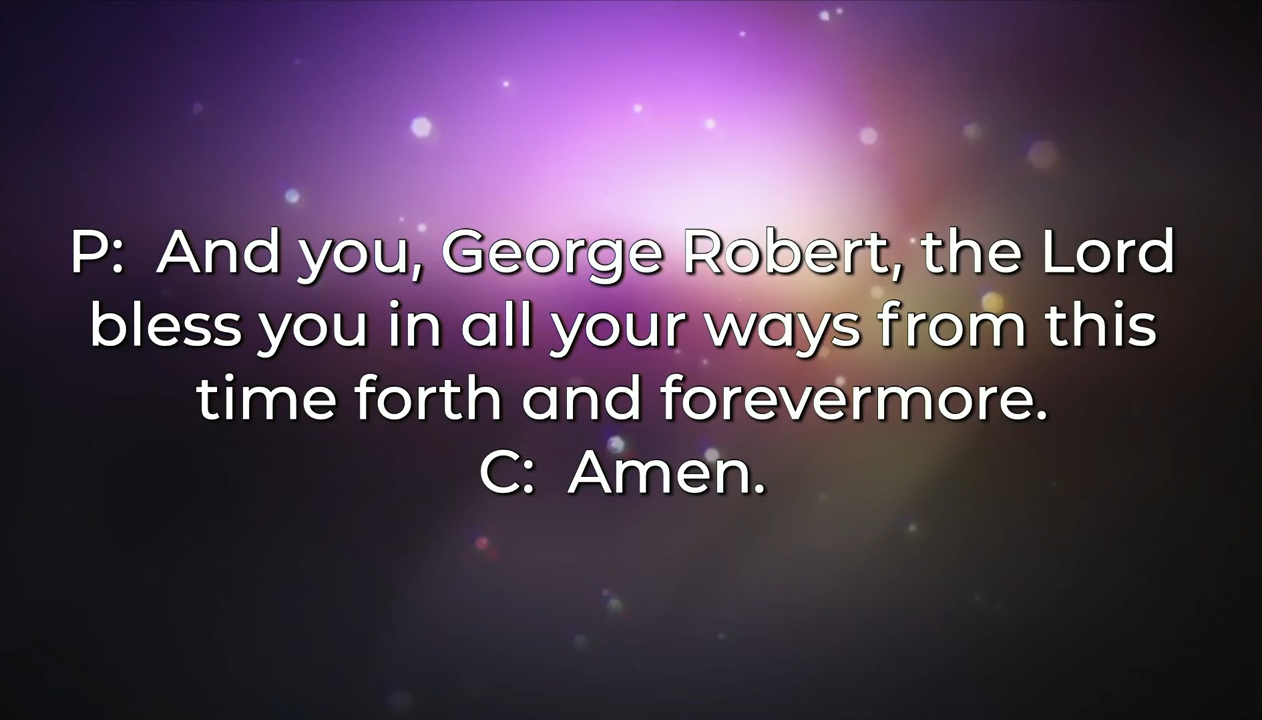 P:  And you, George Robert, the Lord
bless you in all your ways from this
time forth and forevermore.
C:  Amen.